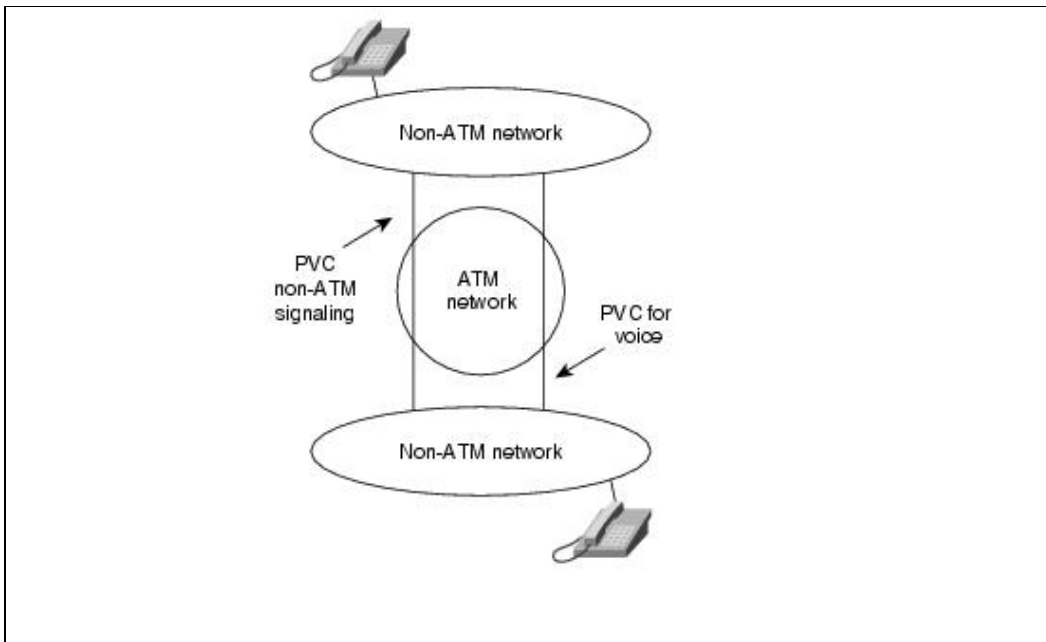 Non-ATM network
PVC
non-ATM
signaling
ATM
network
PVC for
voice
Non-ATM network